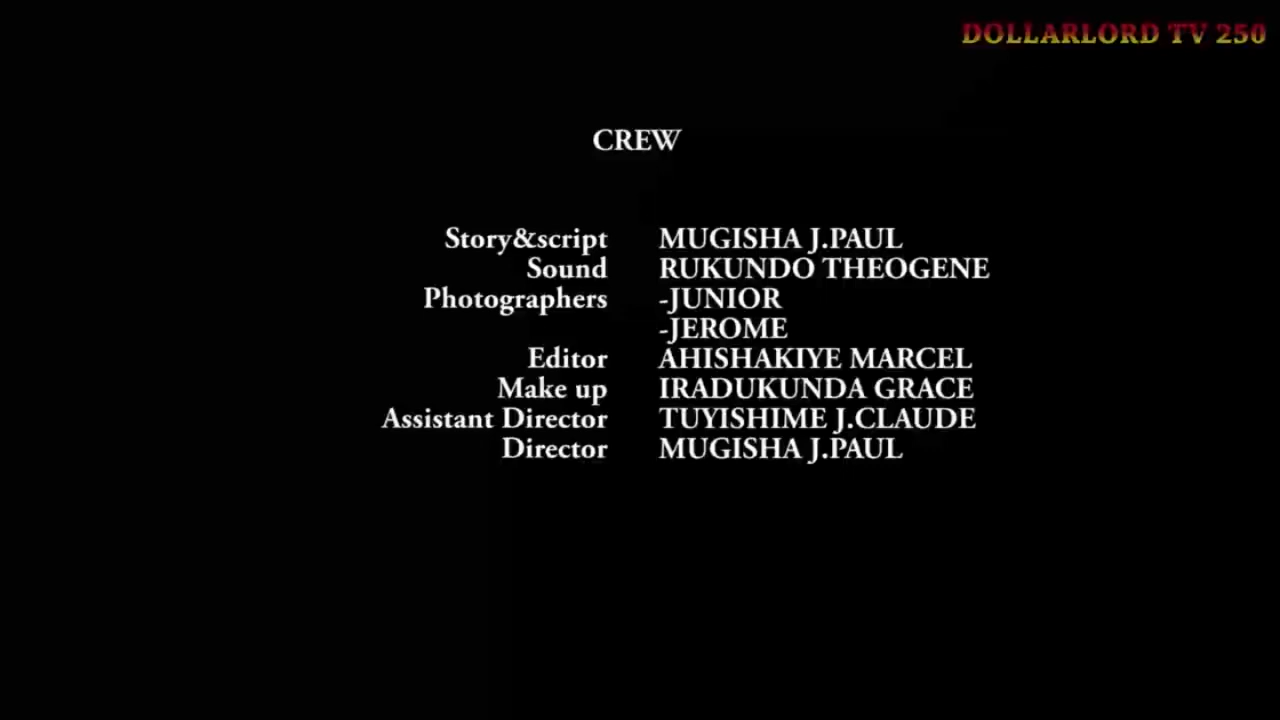 DOLLARLORD TV 250
CREW
Story&script MUGISHA J.PAUL
Sound RUKUNDO THEOGENE
Photographers -JUNIOR
-JEROME
Editor AHISHAKIYE MARCEL
Make up IRADUKUNDA GRACE
Assistant Director TUYISHIME J.CLAUDE
Director MUGISHA J.PAUL